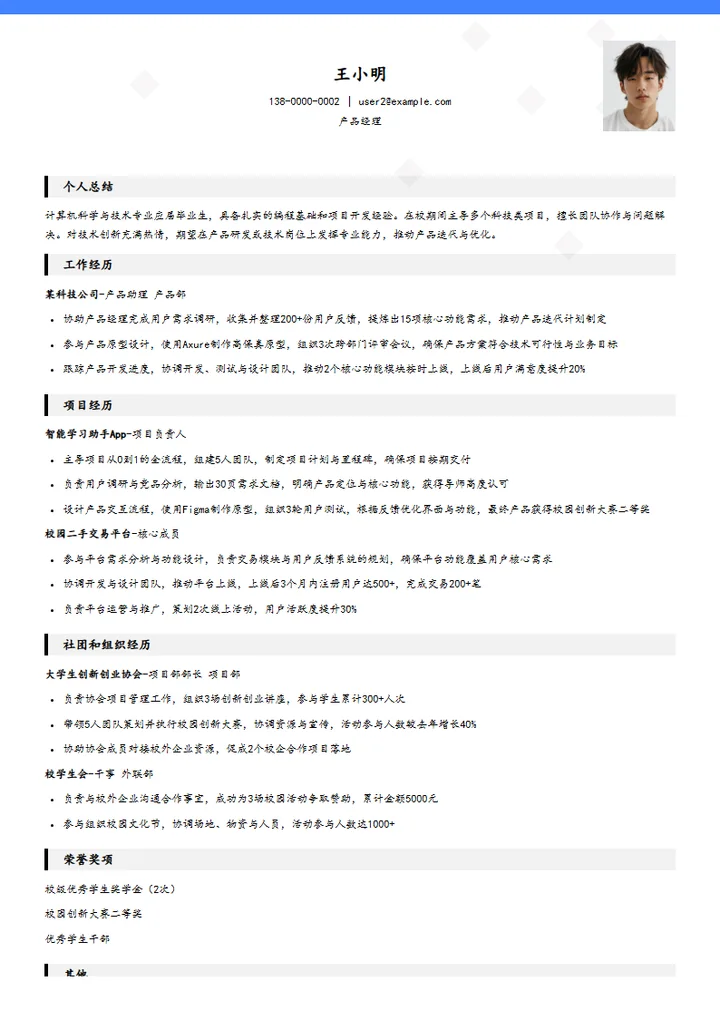 王小明
138-0000-0002 | user2@example.com
产品经理
个人总结
计算机科学与技术专业应届毕业生，具备扎实的编程基础和项目开发经验。在校期间主导多个科技类项目，擅长团队协作与问题解
决。对技术创新充满热情，期望在产品研发或技术岗位上发挥专业能力，推动产品迭代与优化。
工作经历
某科技公司-产品助理 产品部
• 协助产品经理完成用户需求调研，收集并整理200+份用户反馈，提炼出15项核心功能需求，推动产品迭代计划制定
• 参与产品原型设计，使用Axure制作高保真原型，组织3次跨部门评审会议，确保产品方案符合技术可行性与业务目标
• 跟踪产品开发进度，协调开发、测试与设计团队，推动2个核心功能模块按时上线，上线后用户满意度提升20%
项目经历
智能学习助手App-项目负责人
• 主导项目从0到1的全流程，组建5人团队，制定项目计划与里程碑，确保项目按期交付
• 负责用户调研与竞品分析，输出30页需求文档，明确产品定位与核心功能，获得导师高度认可
• 设计产品交互流程，使用Figma制作原型，组织3轮用户测试，根据反馈优化界面与功能，最终产品获得校园创新大赛二等奖
校园二手交易平台-核心成员
• 参与平台需求分析与功能设计，负责交易模块与用户反馈系统的规划，确保平台功能覆盖用户核心需求
• 协调开发与设计团队，推动平台上线，上线后3个月内注册用户达500+，完成交易200+笔
• 负责平台运营与推广，策划2次线上活动，用户活跃度提升30%
社团和组织经历
大学生创新创业协会-项目部部长 项目部
• 负责协会项目管理工作，组织3场创新创业讲座，参与学生累计300+人次
• 带领5人团队策划并执行校园创新大赛，协调资源与宣传，活动参与人数较去年增长40%
• 协助协会成员对接校外企业资源，促成2个校企合作项目落地
校学生会-干事 外联部
• 负责与校外企业沟通合作事宜，成功为3场校园活动争取赞助，累计金额5000元
• 参与组织校园文化节，协调场地、物资与人员，活动参与人数达1000+
荣誉奖项
校级优秀学生奖学金（2次）
校园创新大赛二等奖
优秀学生干部
其他